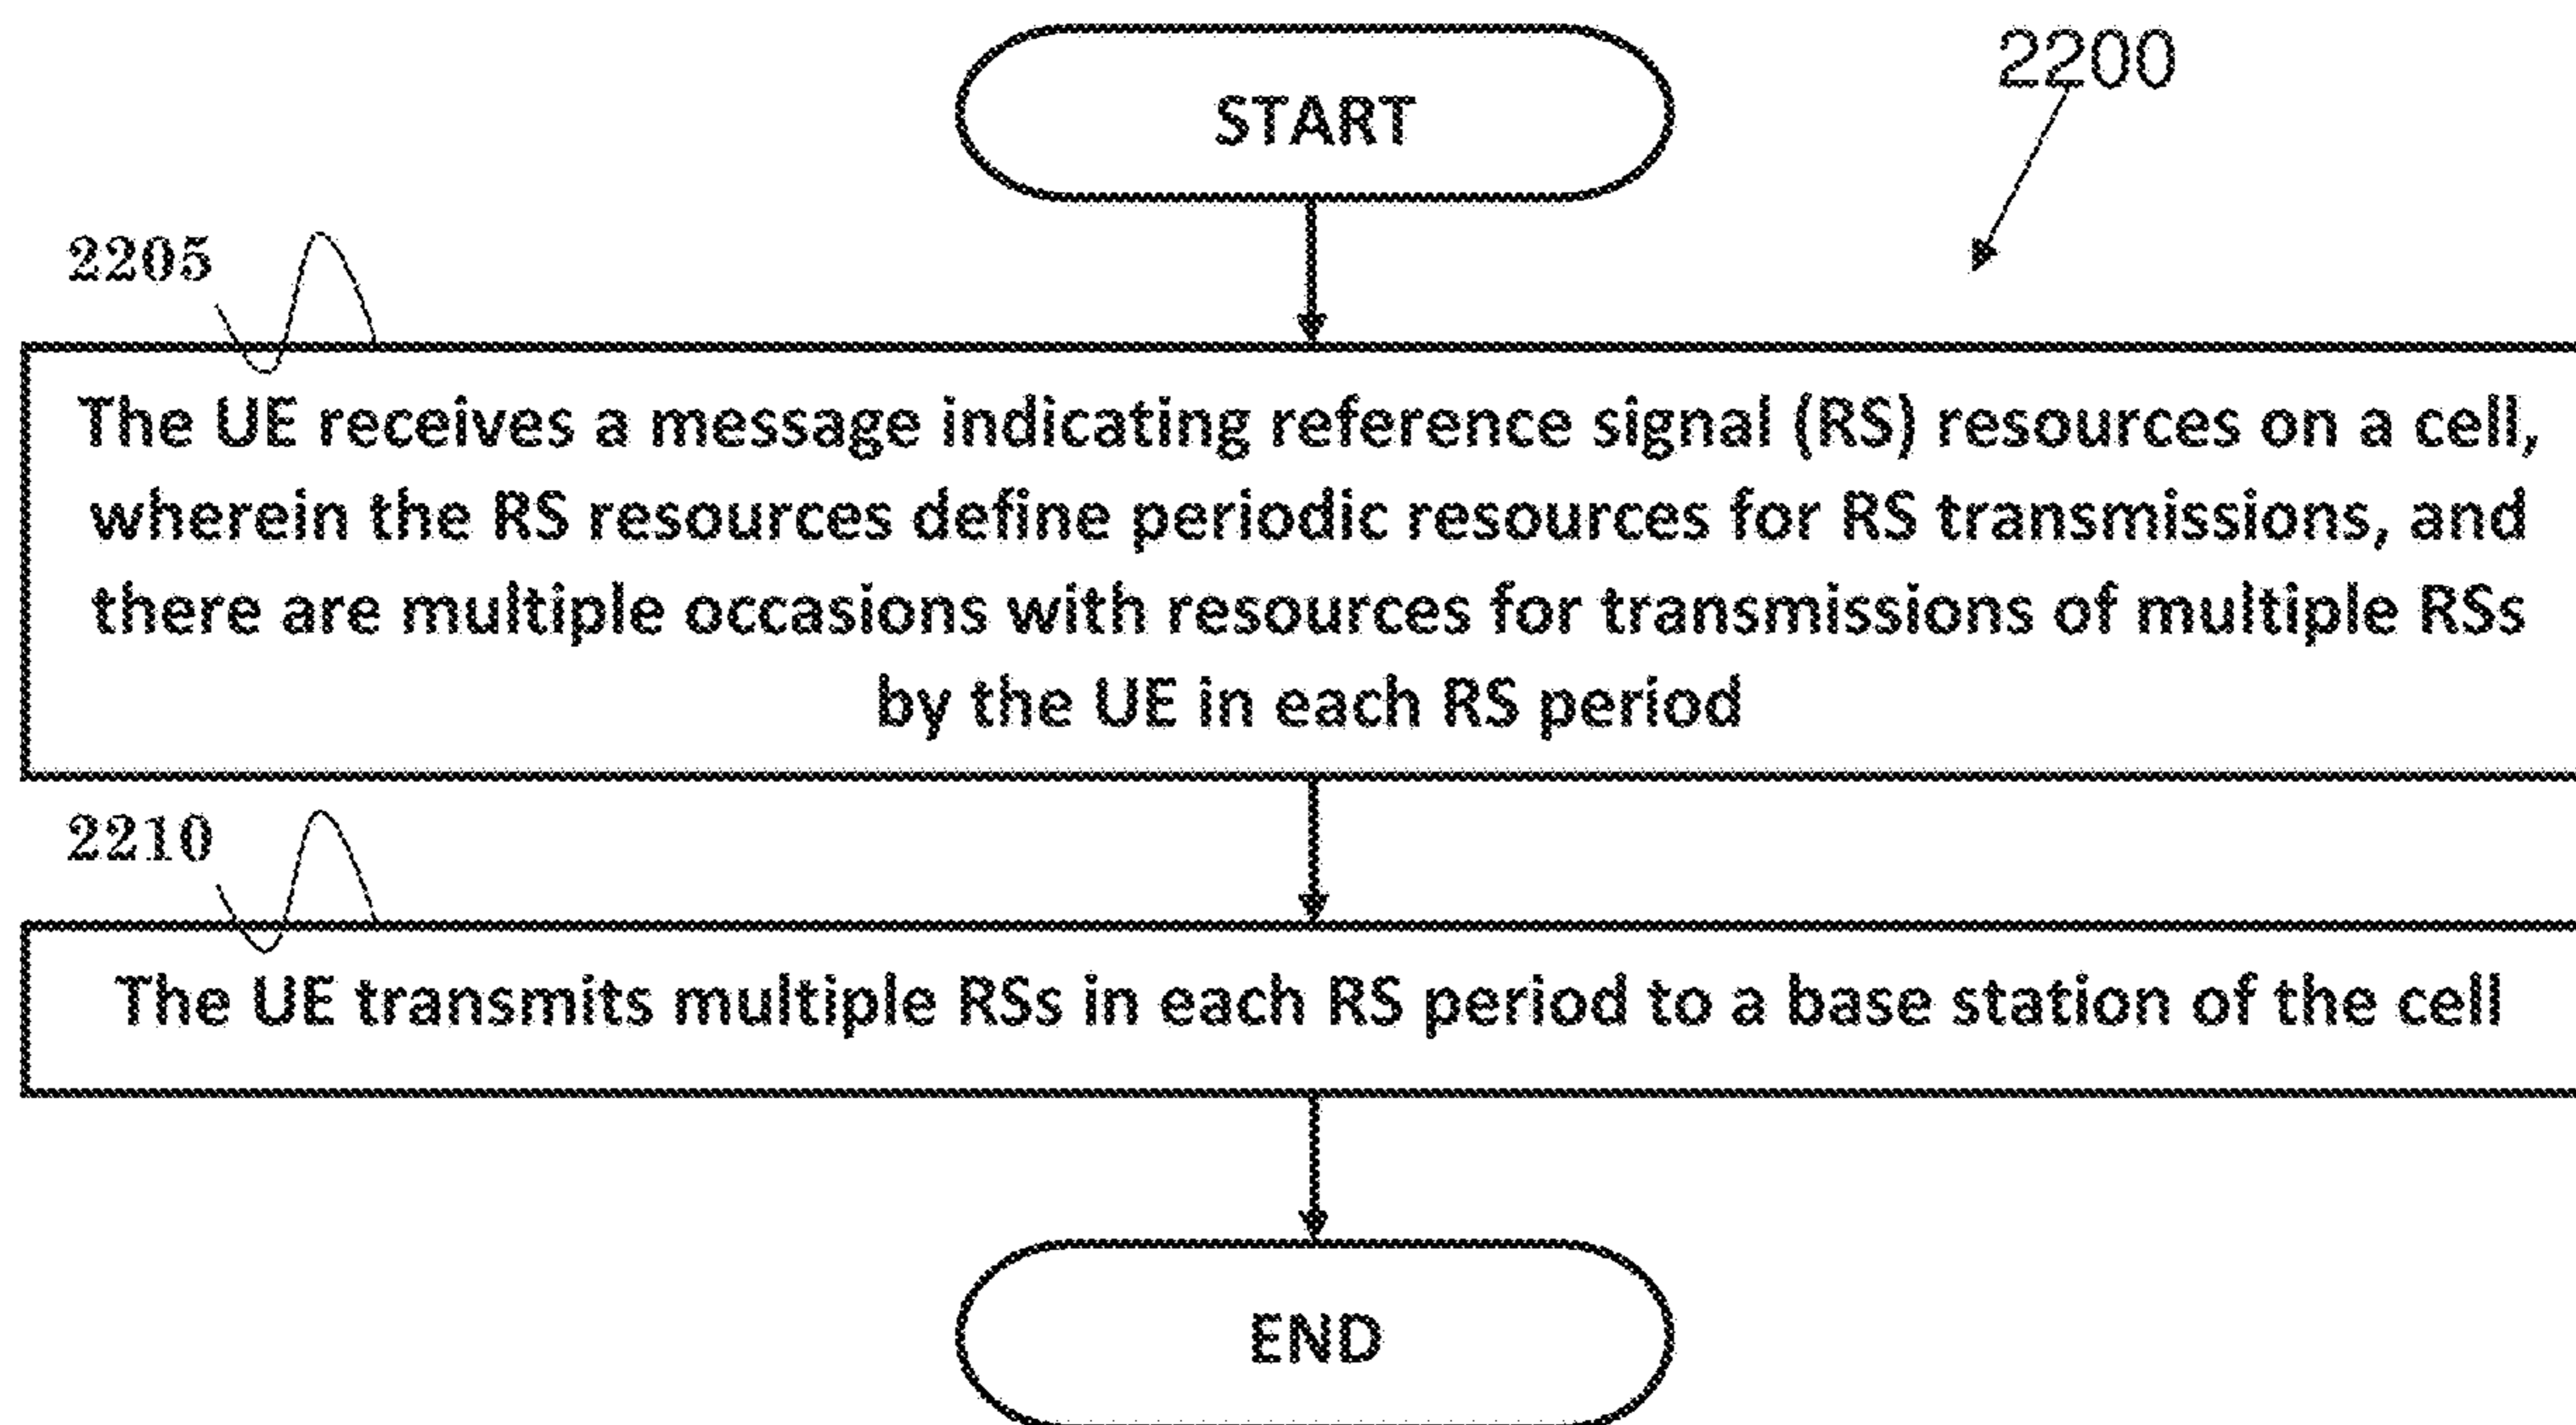 START
2200
2205
The UE receives a message indicating reference signal (RS) resources on a cell,
wherein the RS resources define periodic resources for RS transmissions, and
there are multiple occasions with resources for transmissions of multiple RSs
by the UE in each RS period
2210
The UE transmits multiple RSs in each RS period to a base station of the cell
END